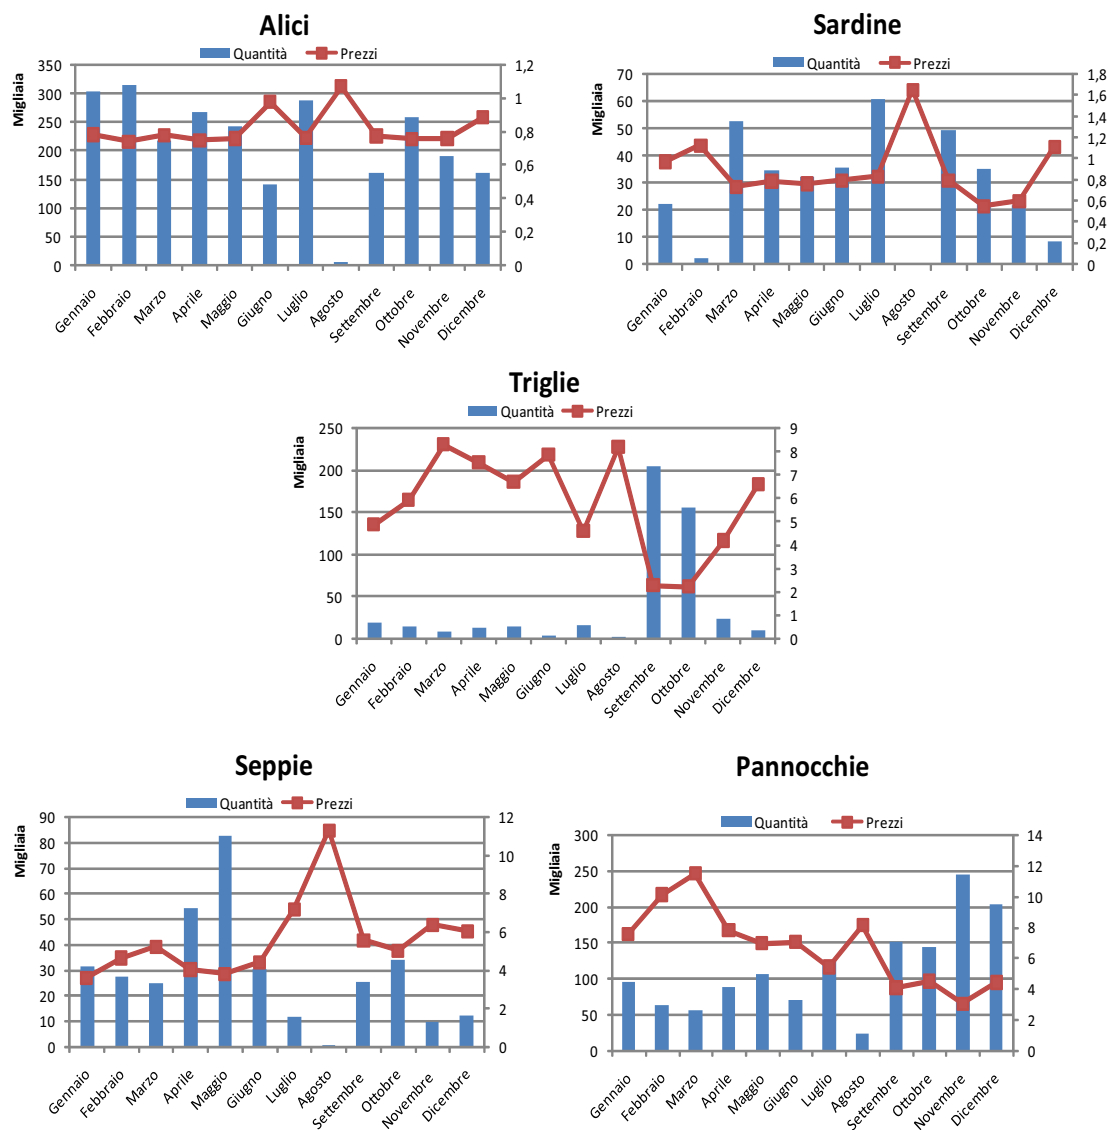 Alici
Quantità Prezzi
Migliaia
350
300
250
200
150
100
50
0
1,2
1
0,8
0,6
0,4
0,2
0
Gennaio
Febbraio
Marzo
Aprile
Maggio
Giugno
Luglio
Agosto
Settembre
Ottobre
Novembre
Dicembre
Sardine
Quantità Prezzi
Migliaia
70
60
50
40
30
20
10
0
1,8
1,6
1,4
1,2
1
0,8
0,6
0,4
0,2
0
Gennaio
Febbraio
Marzo
Aprile
Maggio
Giugno
Luglio
Agosto
Settembre
Ottobre
Novembre
Dicembre
Triglie
Quantità Prezzi
Migliaia
250
200
150
100
50
0
9
8
7
6
5
4
3
2
1
0
Gennaio
Febbraio
Marzo
Aprile
Maggio
Giugno
Luglio
Agosto
Settembre
Ottobre
Novembre
Dicembre
Seppie
Quantità Prezzi
Migliaia
90
80
70
60
50
40
30
20
10
0
12
10
8
6
4
2
0
Gennaio
Febbraio
Marzo
Aprile
Maggio
Giugno
Luglio
Agosto
Settembre
Ottobre
Novembre
Dicembre
Pannocchie
Quantità Prezzi
Migliaia
300
250
200
150
100
50
0
14
12
10
8
6
4
2
0
Gennaio
Febbraio
Marzo
Aprile
Maggio
Giugno
Luglio
Agosto
Settembre
Ottobre
Novembre
Dicembre